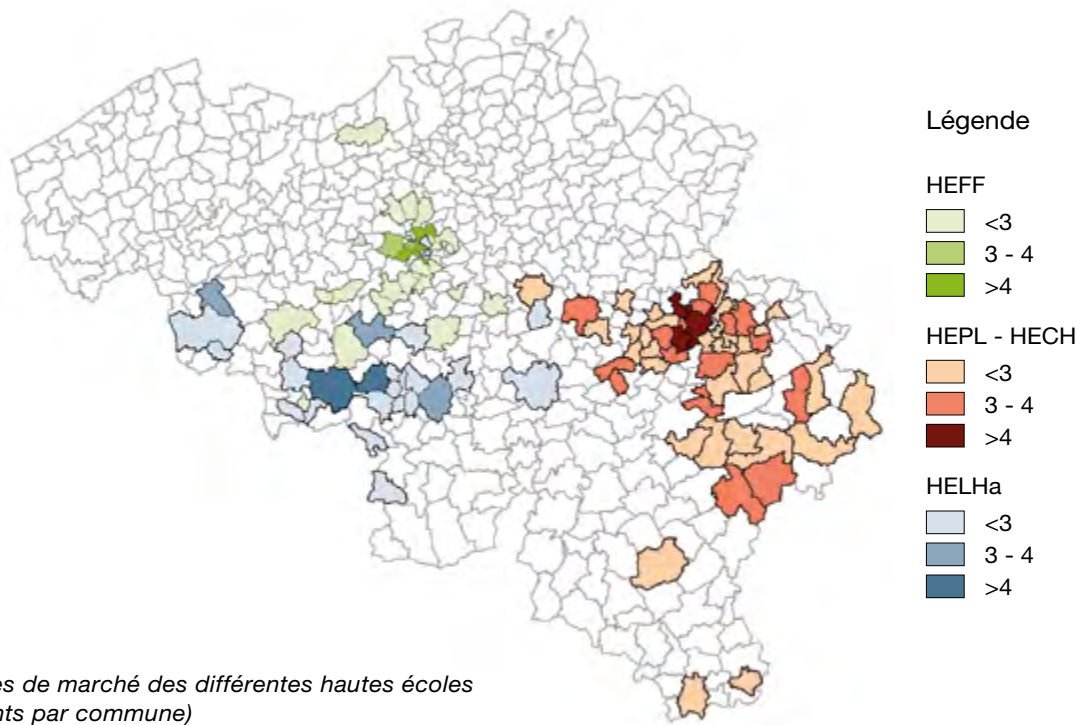 Légende
HEFF
<3
3 - 4
>4
HEPL - HECH
<3
3 - 4
>4
HELHa
<3
3 - 4
>4
es de marché des différentes hautes écoles
nts par commune)